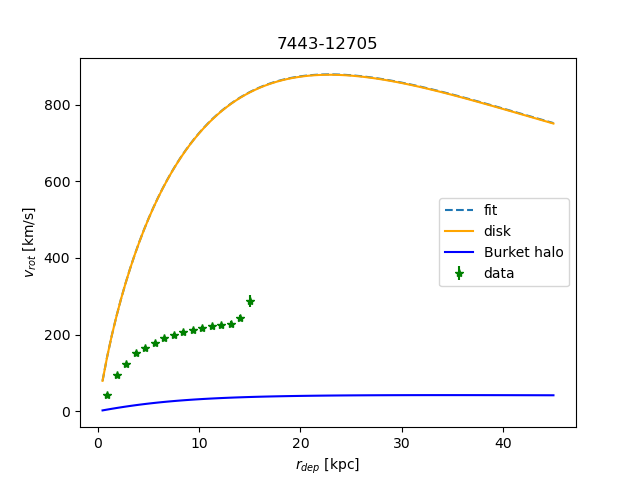 7443-12705
800
600
400
200
0
v_rot [km/s]
fit
disk
Burket halo
data
0 10 20 30 40
r_dep [kpc]